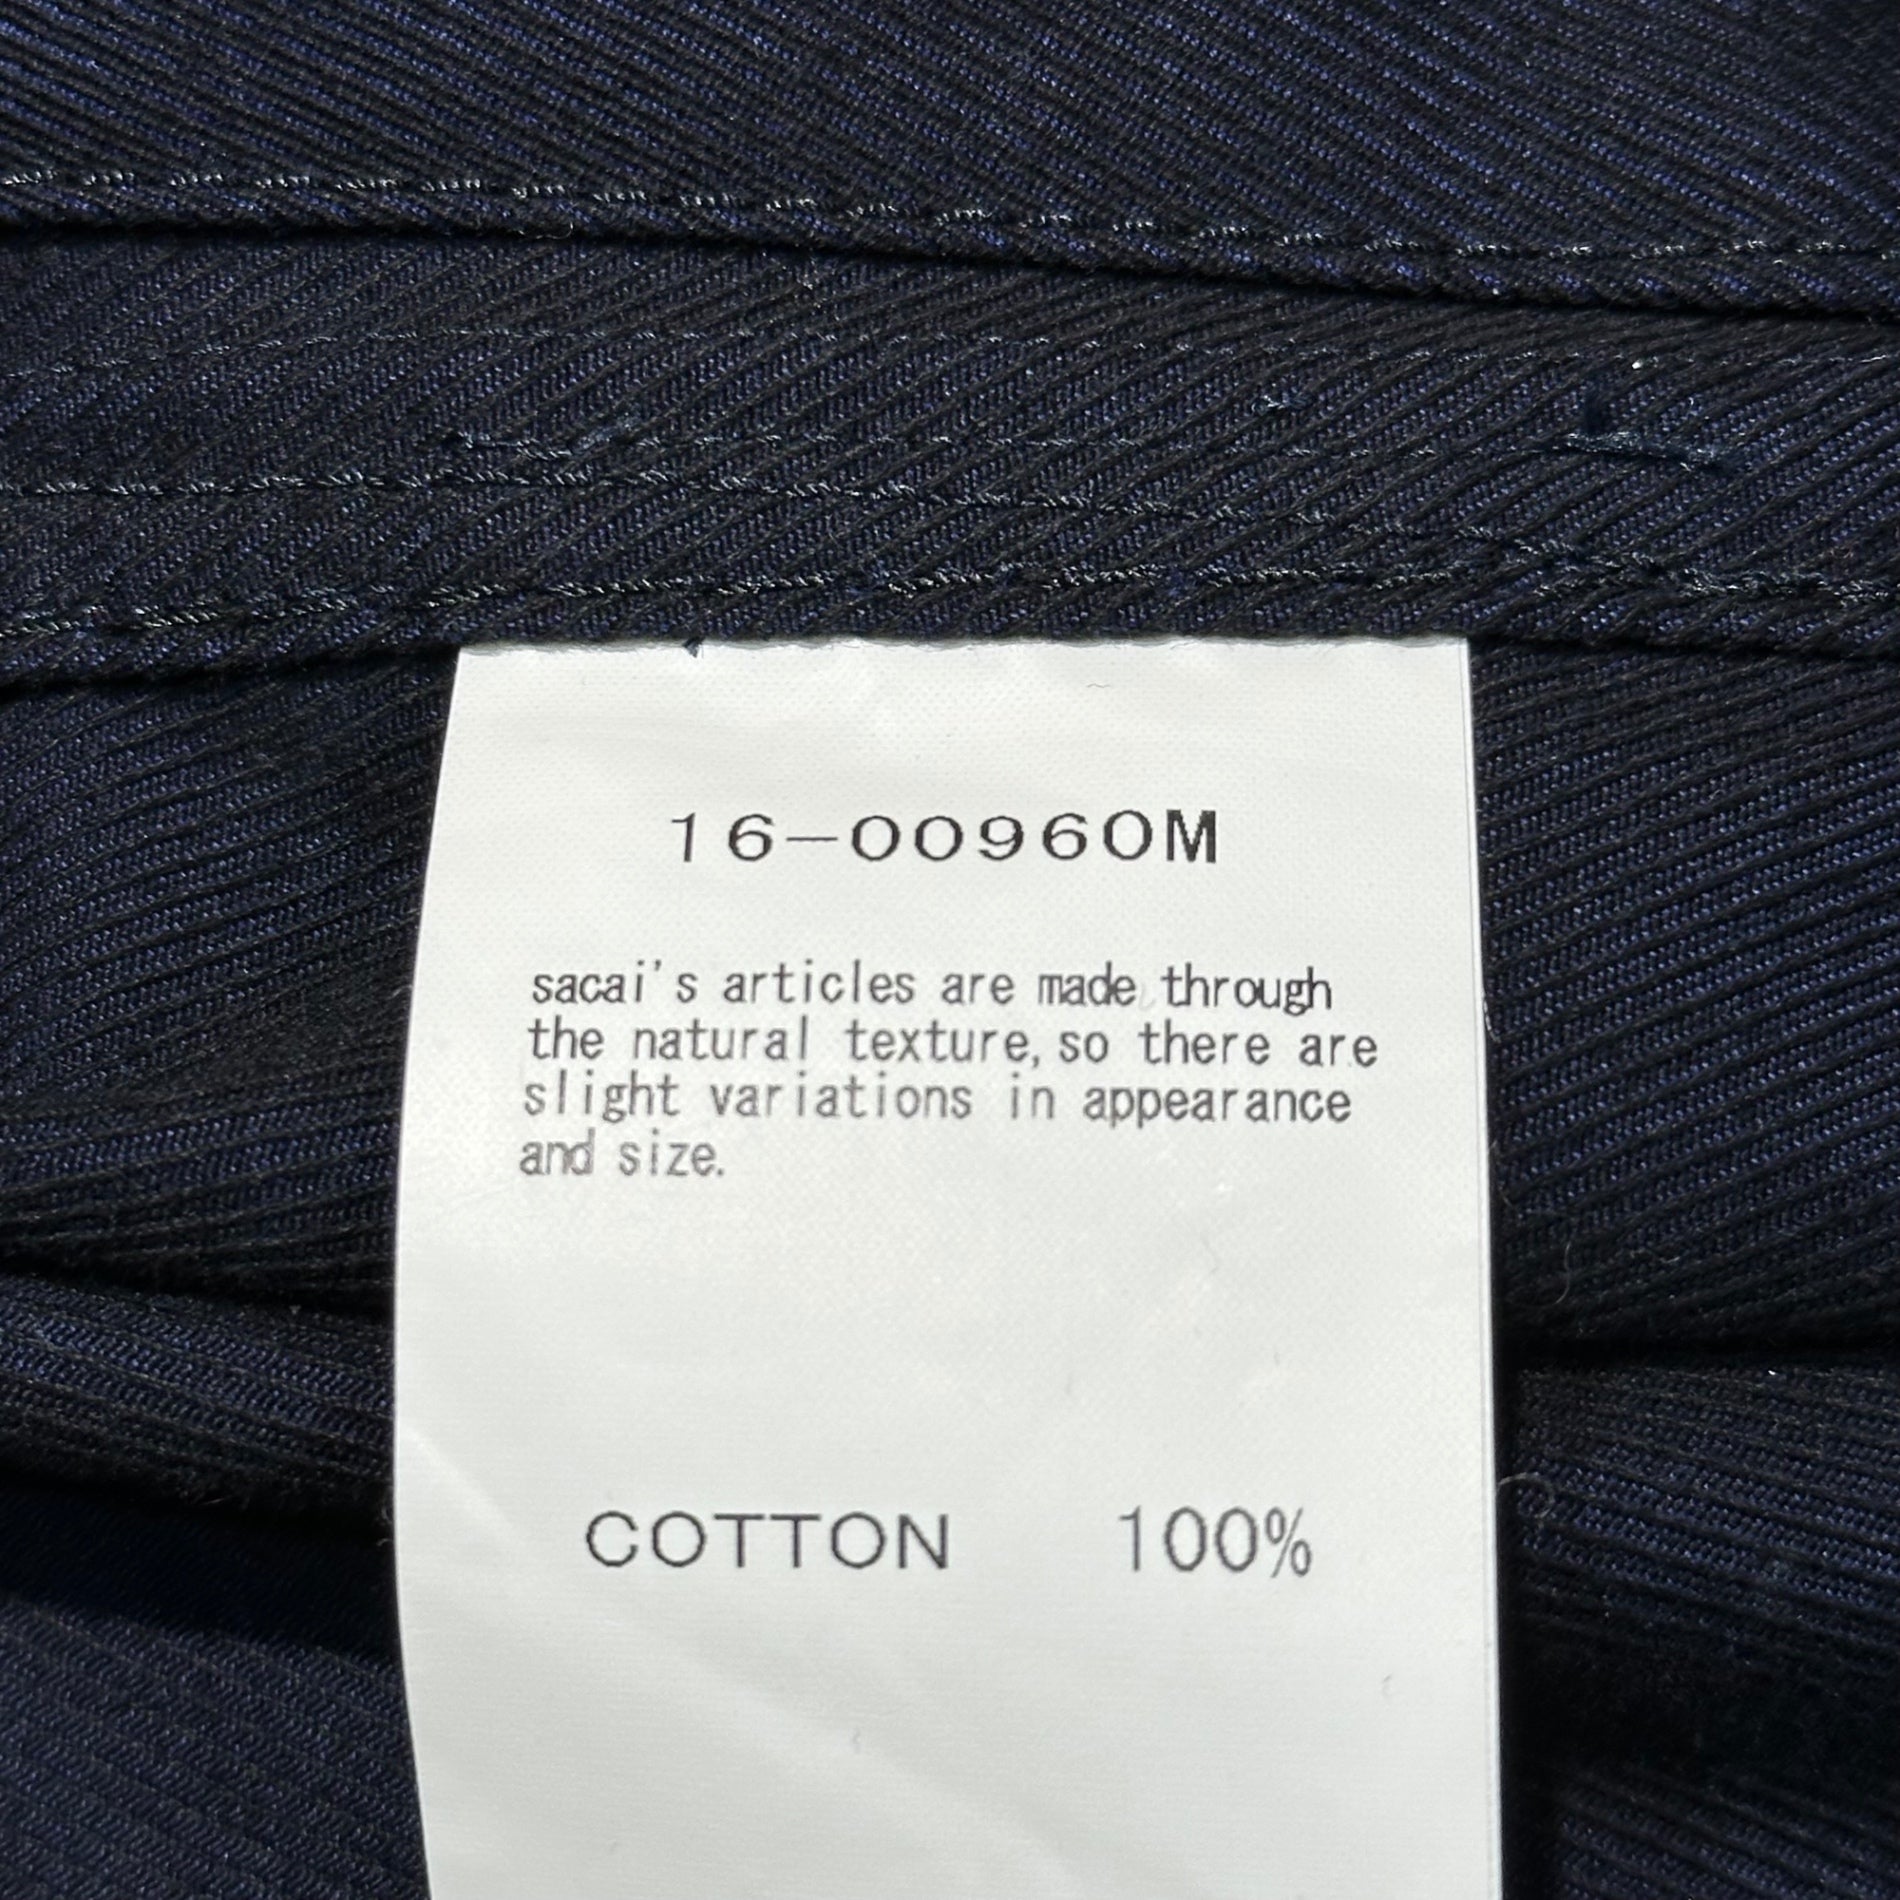 16-00960M
sacai's articles are made through
the natural texture, so there are
slight variations in appearance
and size.
COTTON 100%